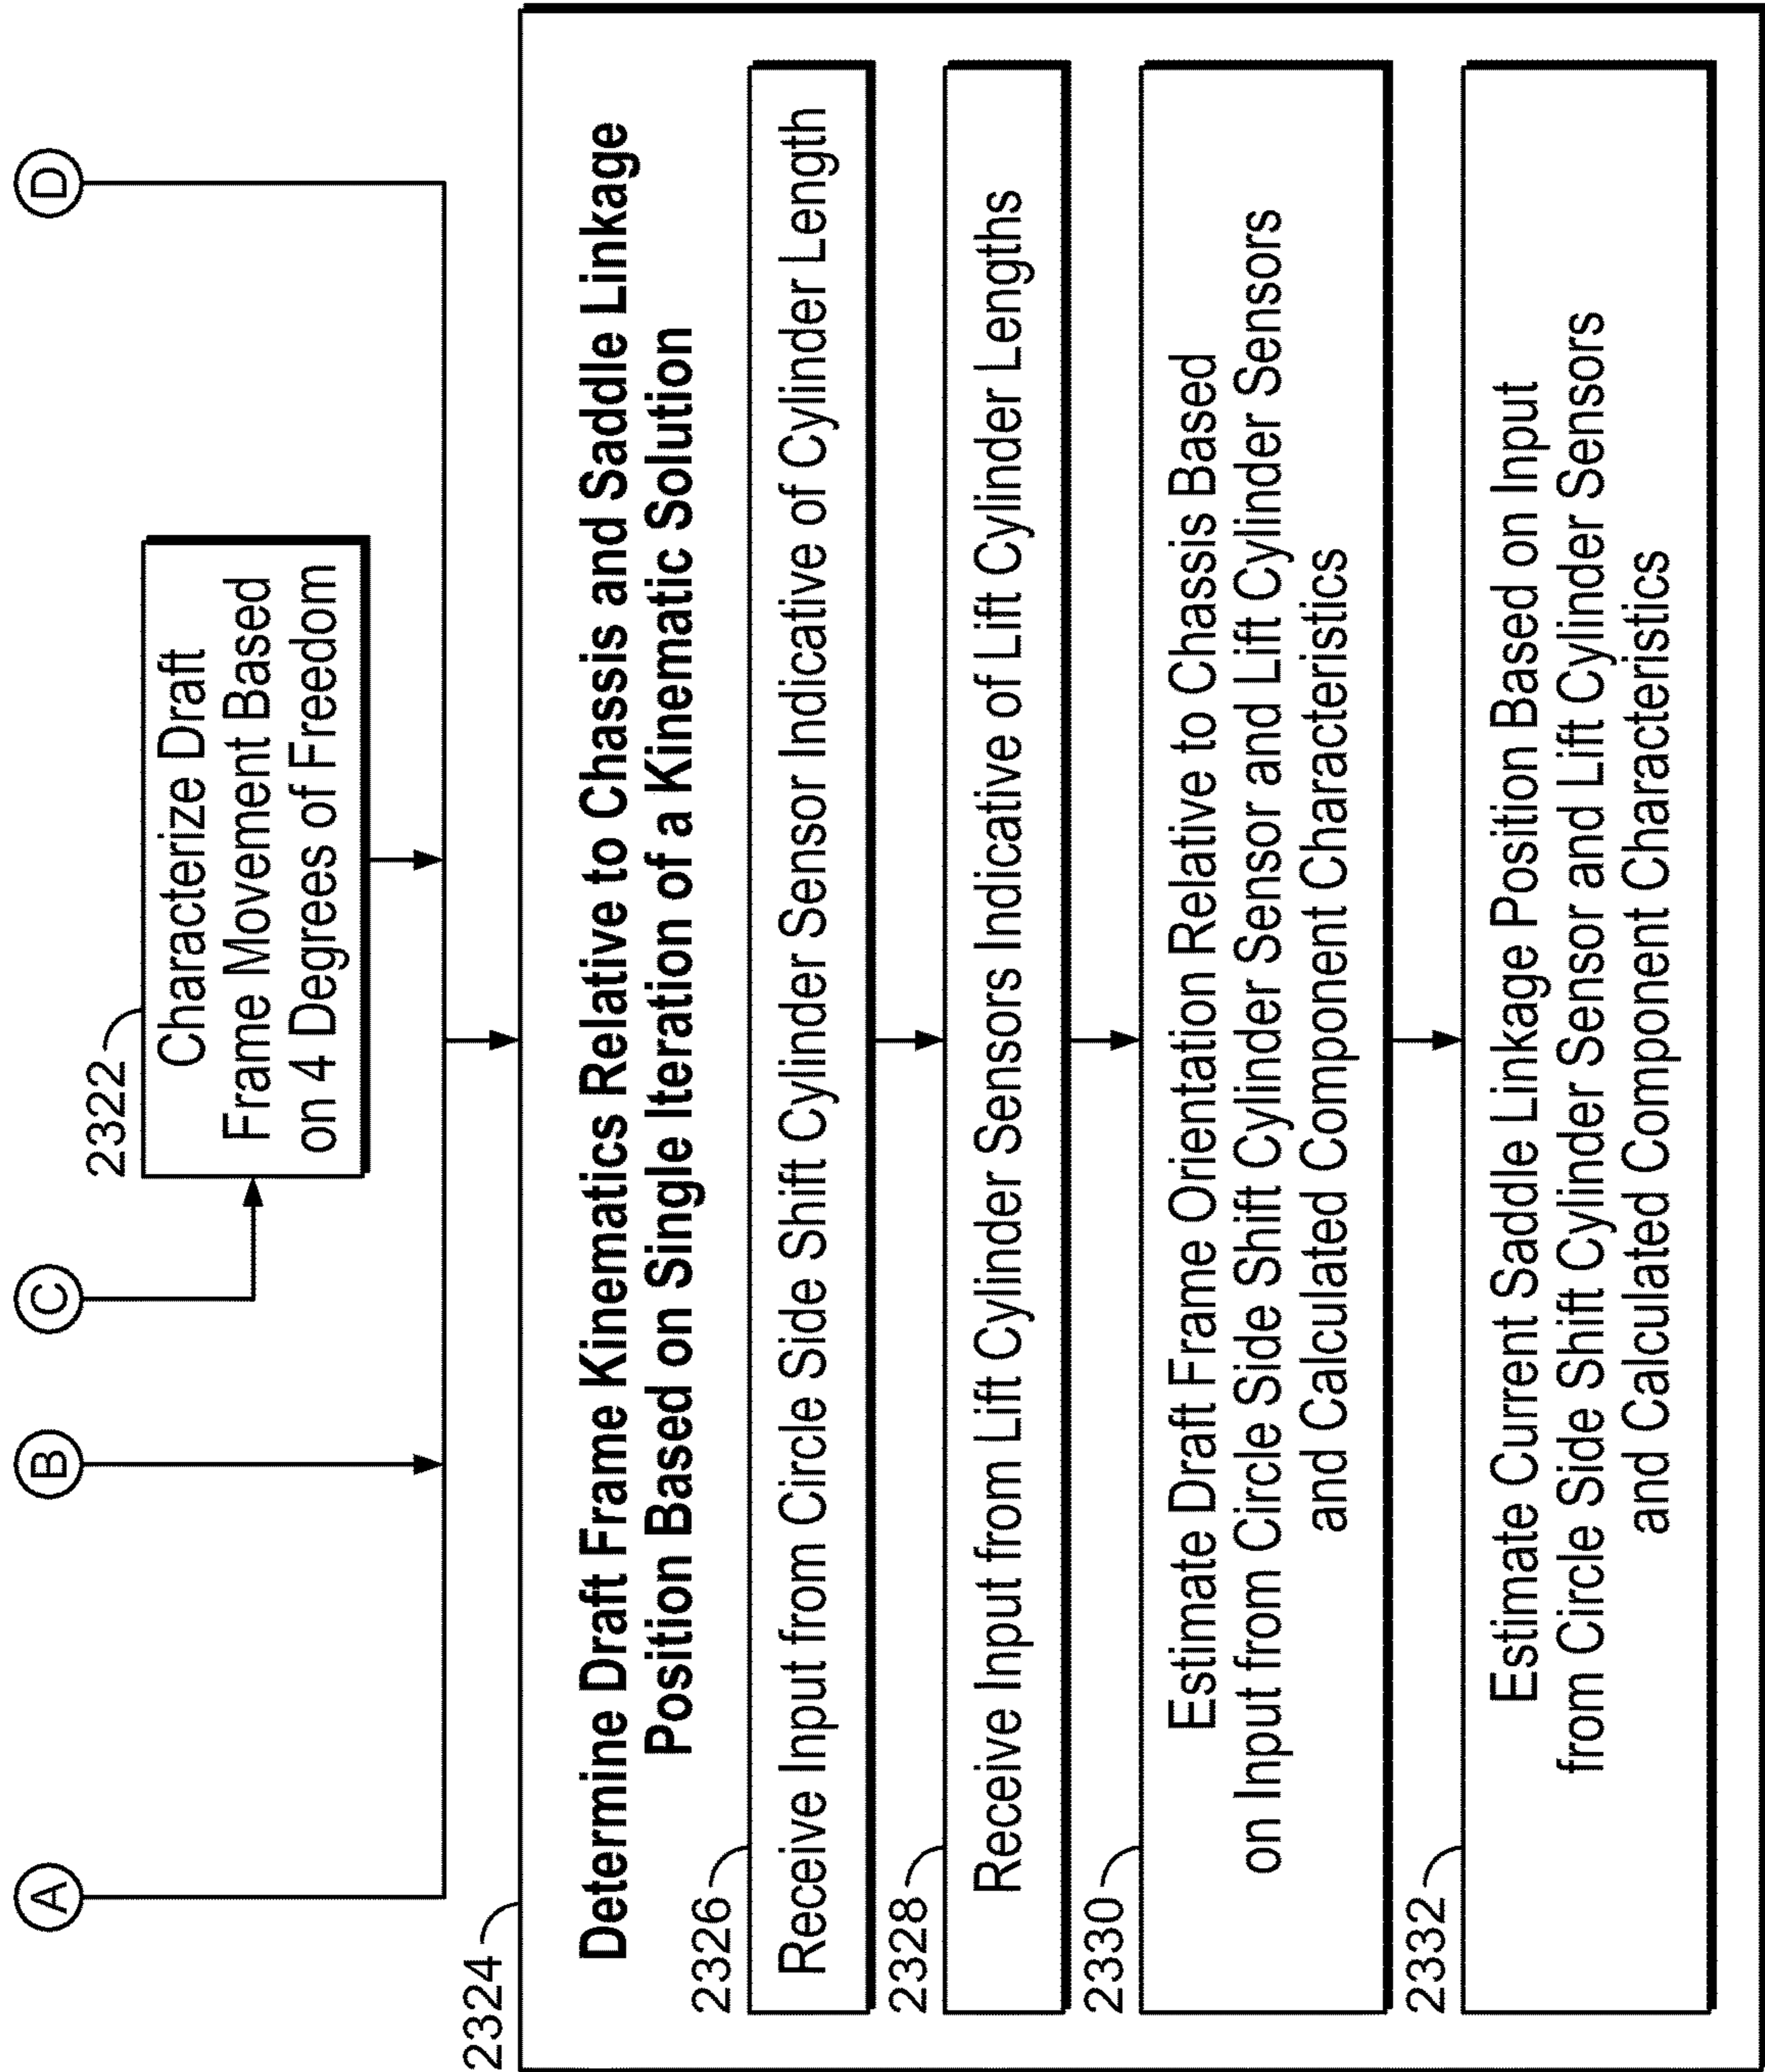 A
B
C
D
2322
Characterize Draft
Frame Movement Based
on 4 Degrees of Freedom
2324
Determine Draft Frame Kinematics Relative to Chassis and Saddle Linkage
Position Based on Single Iteration of a Kinematic Solution
2326
Receive Input from Circle Side Shift Cylinder Sensor Indicative of Cylinder Length
2328
Receive Input from Lift Cylinder Sensors Indicative of Lift Cylinder Lengths
2330
Estimate Draft Frame Orientation Relative to Chassis Based
on Input from Circle Side Shift Cylinder Sensor and Lift Cylinder Sensors
and Calculated Component Characteristics
2332
Estimate Current Saddle Linkage Position Based on Input
from Circle Side Shift Cylinder Sensor and Lift Cylinder Sensors
and Calculated Component Characteristics